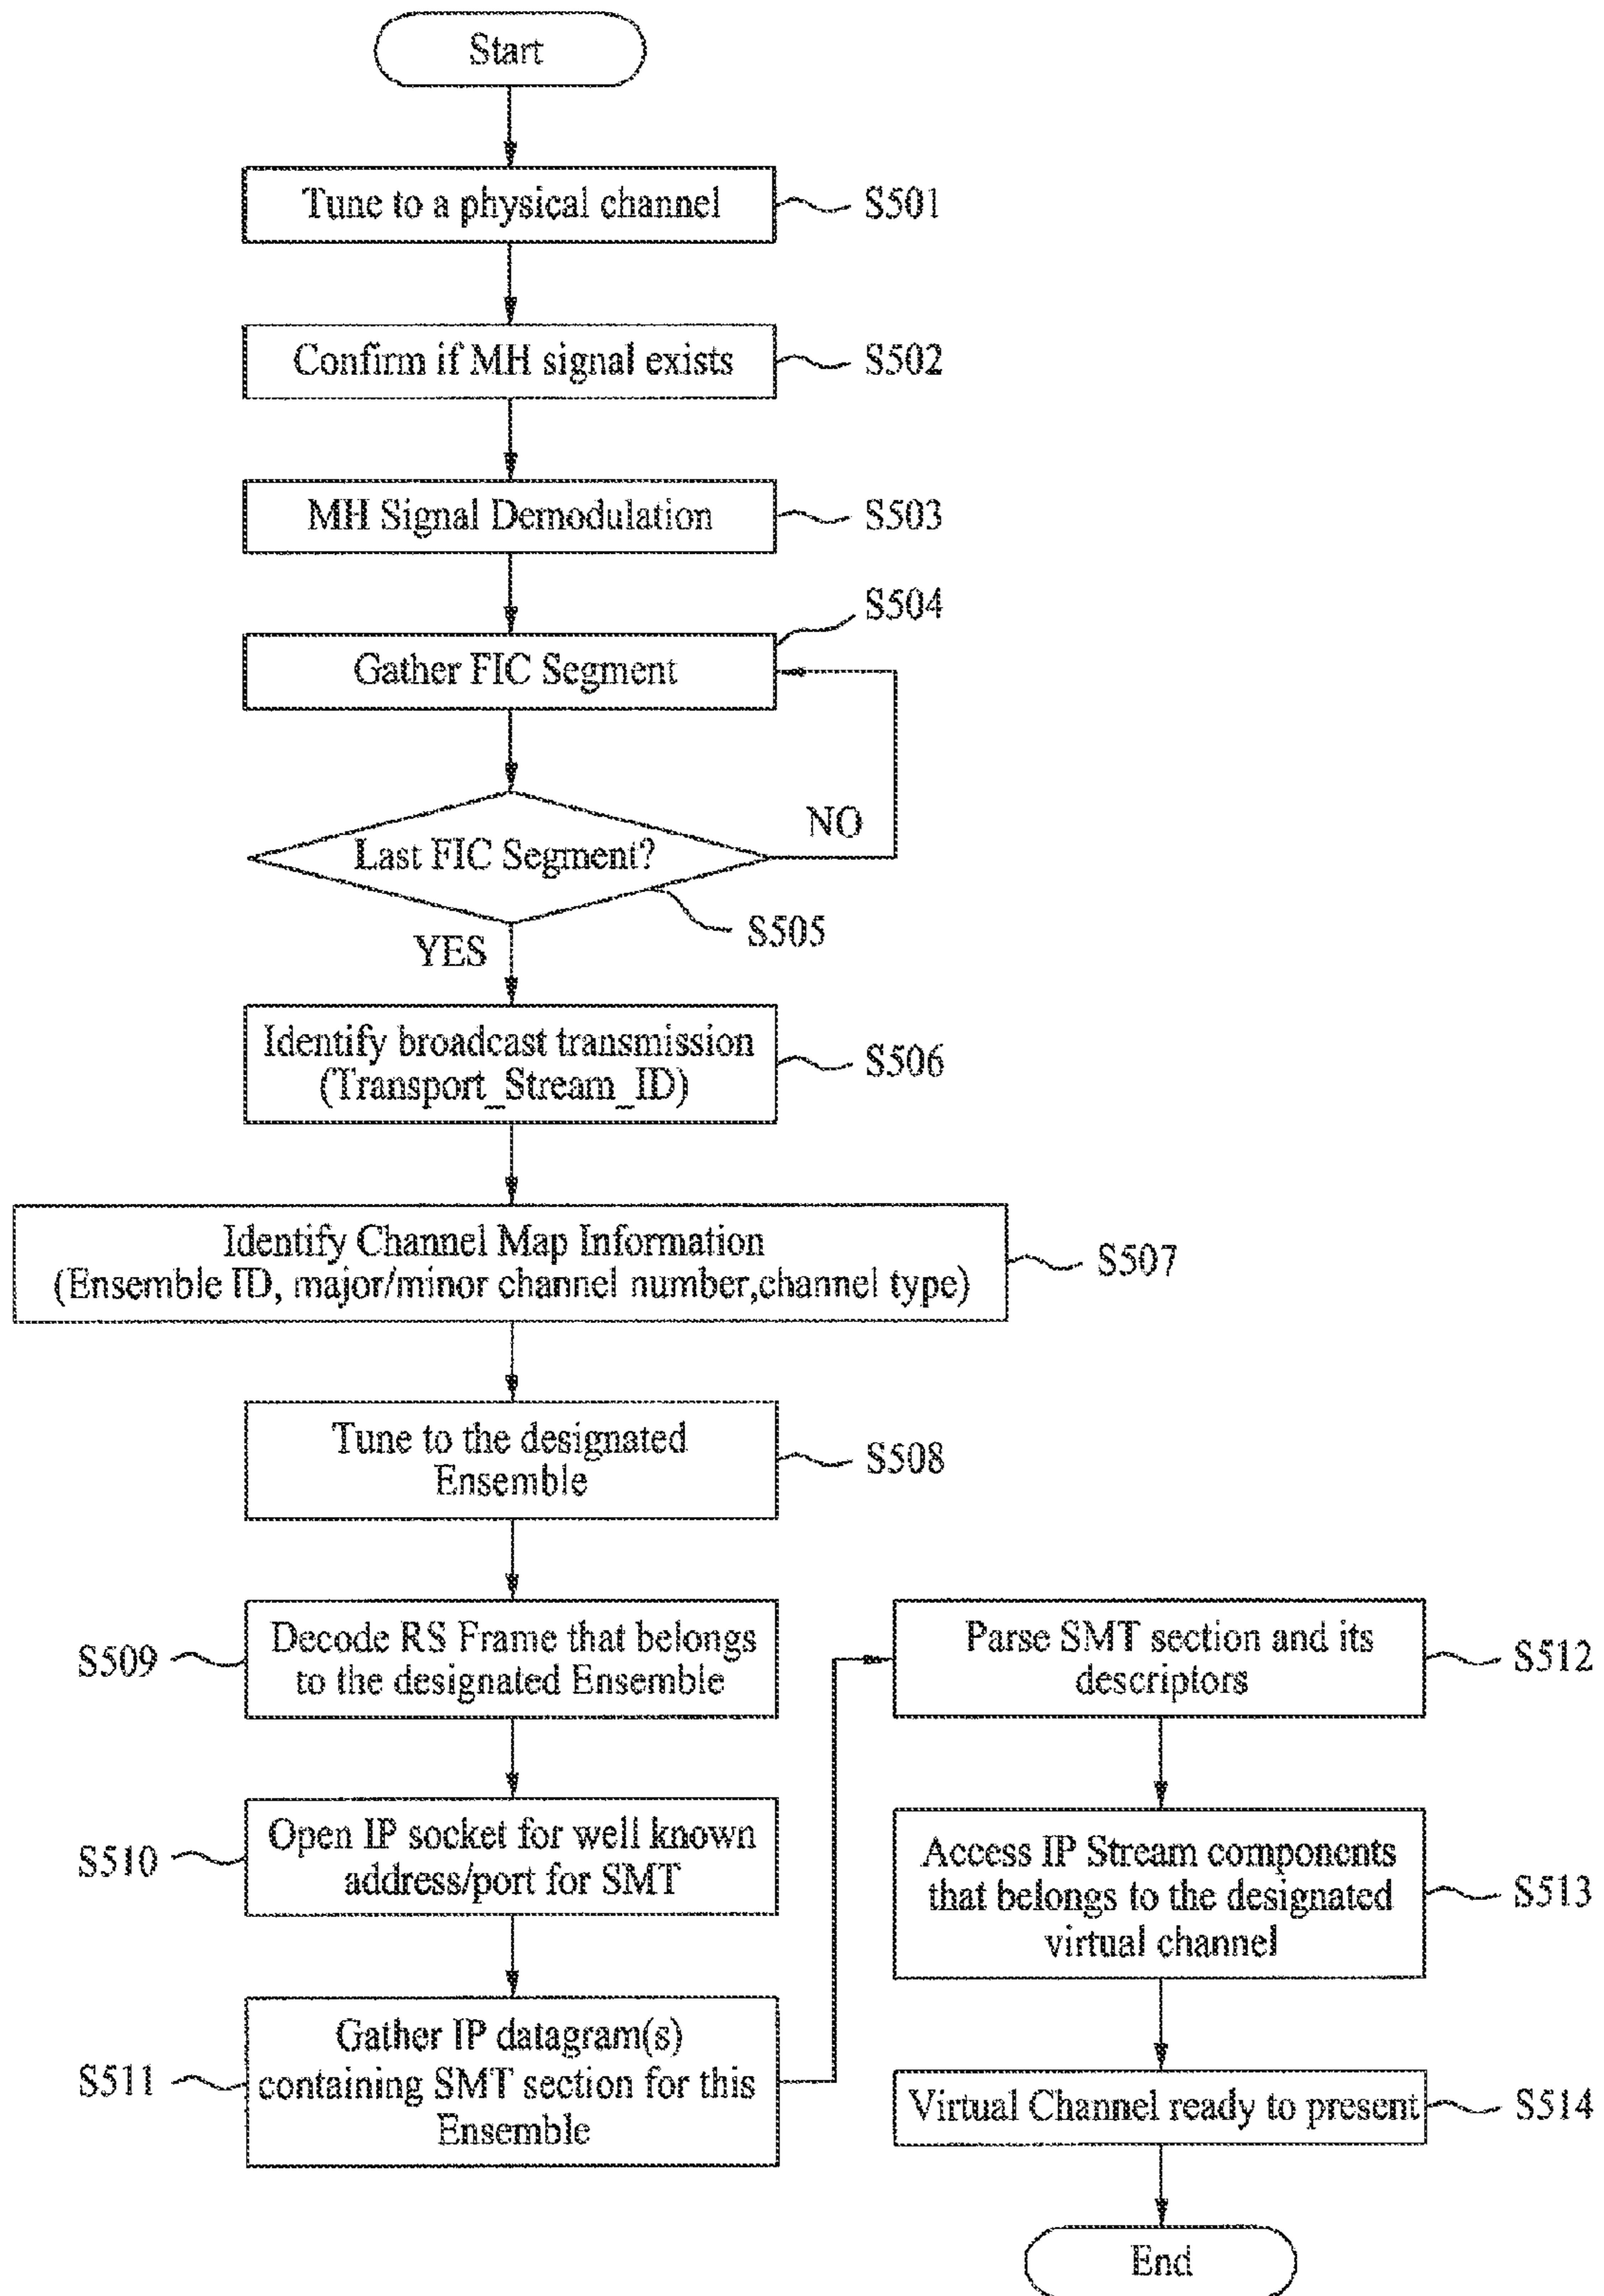 Start
Tune to a physical channel
S501
Confirm if MH signal exists
S502
MH Signal Demodulation
S503
S504
Gather FIC Segment
NO
Last FIC Segment?
S505
YES
Identify broadcast transmission
(Transport_Stream_ID)
S506
Identify Channel Map Information
(Ensemble ID, major/minor channel number,channel type)
S507
Tune to the designated
Ensemble
S508
S509
Decode RS Frame that belongs
to the designated Ensemble
S510
Open IP socket for well known
address/port for SMT
S511
Gather IP datagram(s)
containing SMT section for this
Ensemble
Parse SMT section and its
descriptors
S512
Access IP Stream components
that belongs to the designated
virtual channel
S513
Virtual Channel ready to present
S514
End